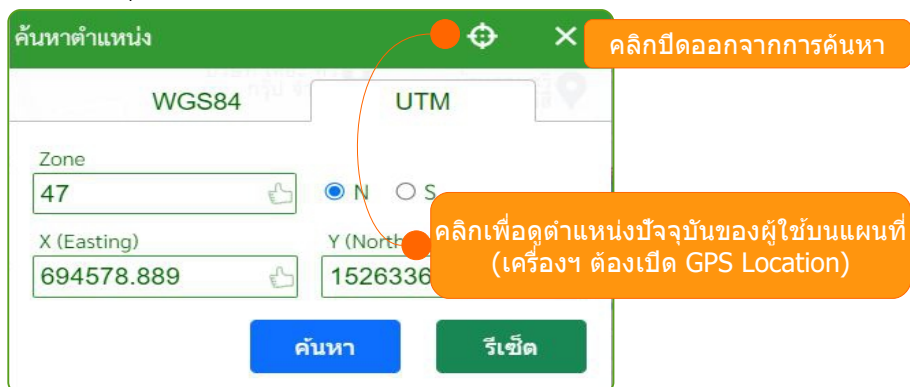 ค้นหาตำแหน่ง
คลิกปิดออกจากการค้นหา
WGS84 UTM
Zone
47 N S
X (Easting) Y (North
คลิกเพื่อดูตำแหน่งปัจจุบันของผู้ใช้บนแผนที่
(เครื่องฯ ต้องเปิด GPS Location)
694578.889 1526336
ค้นหา รีเซ็ต